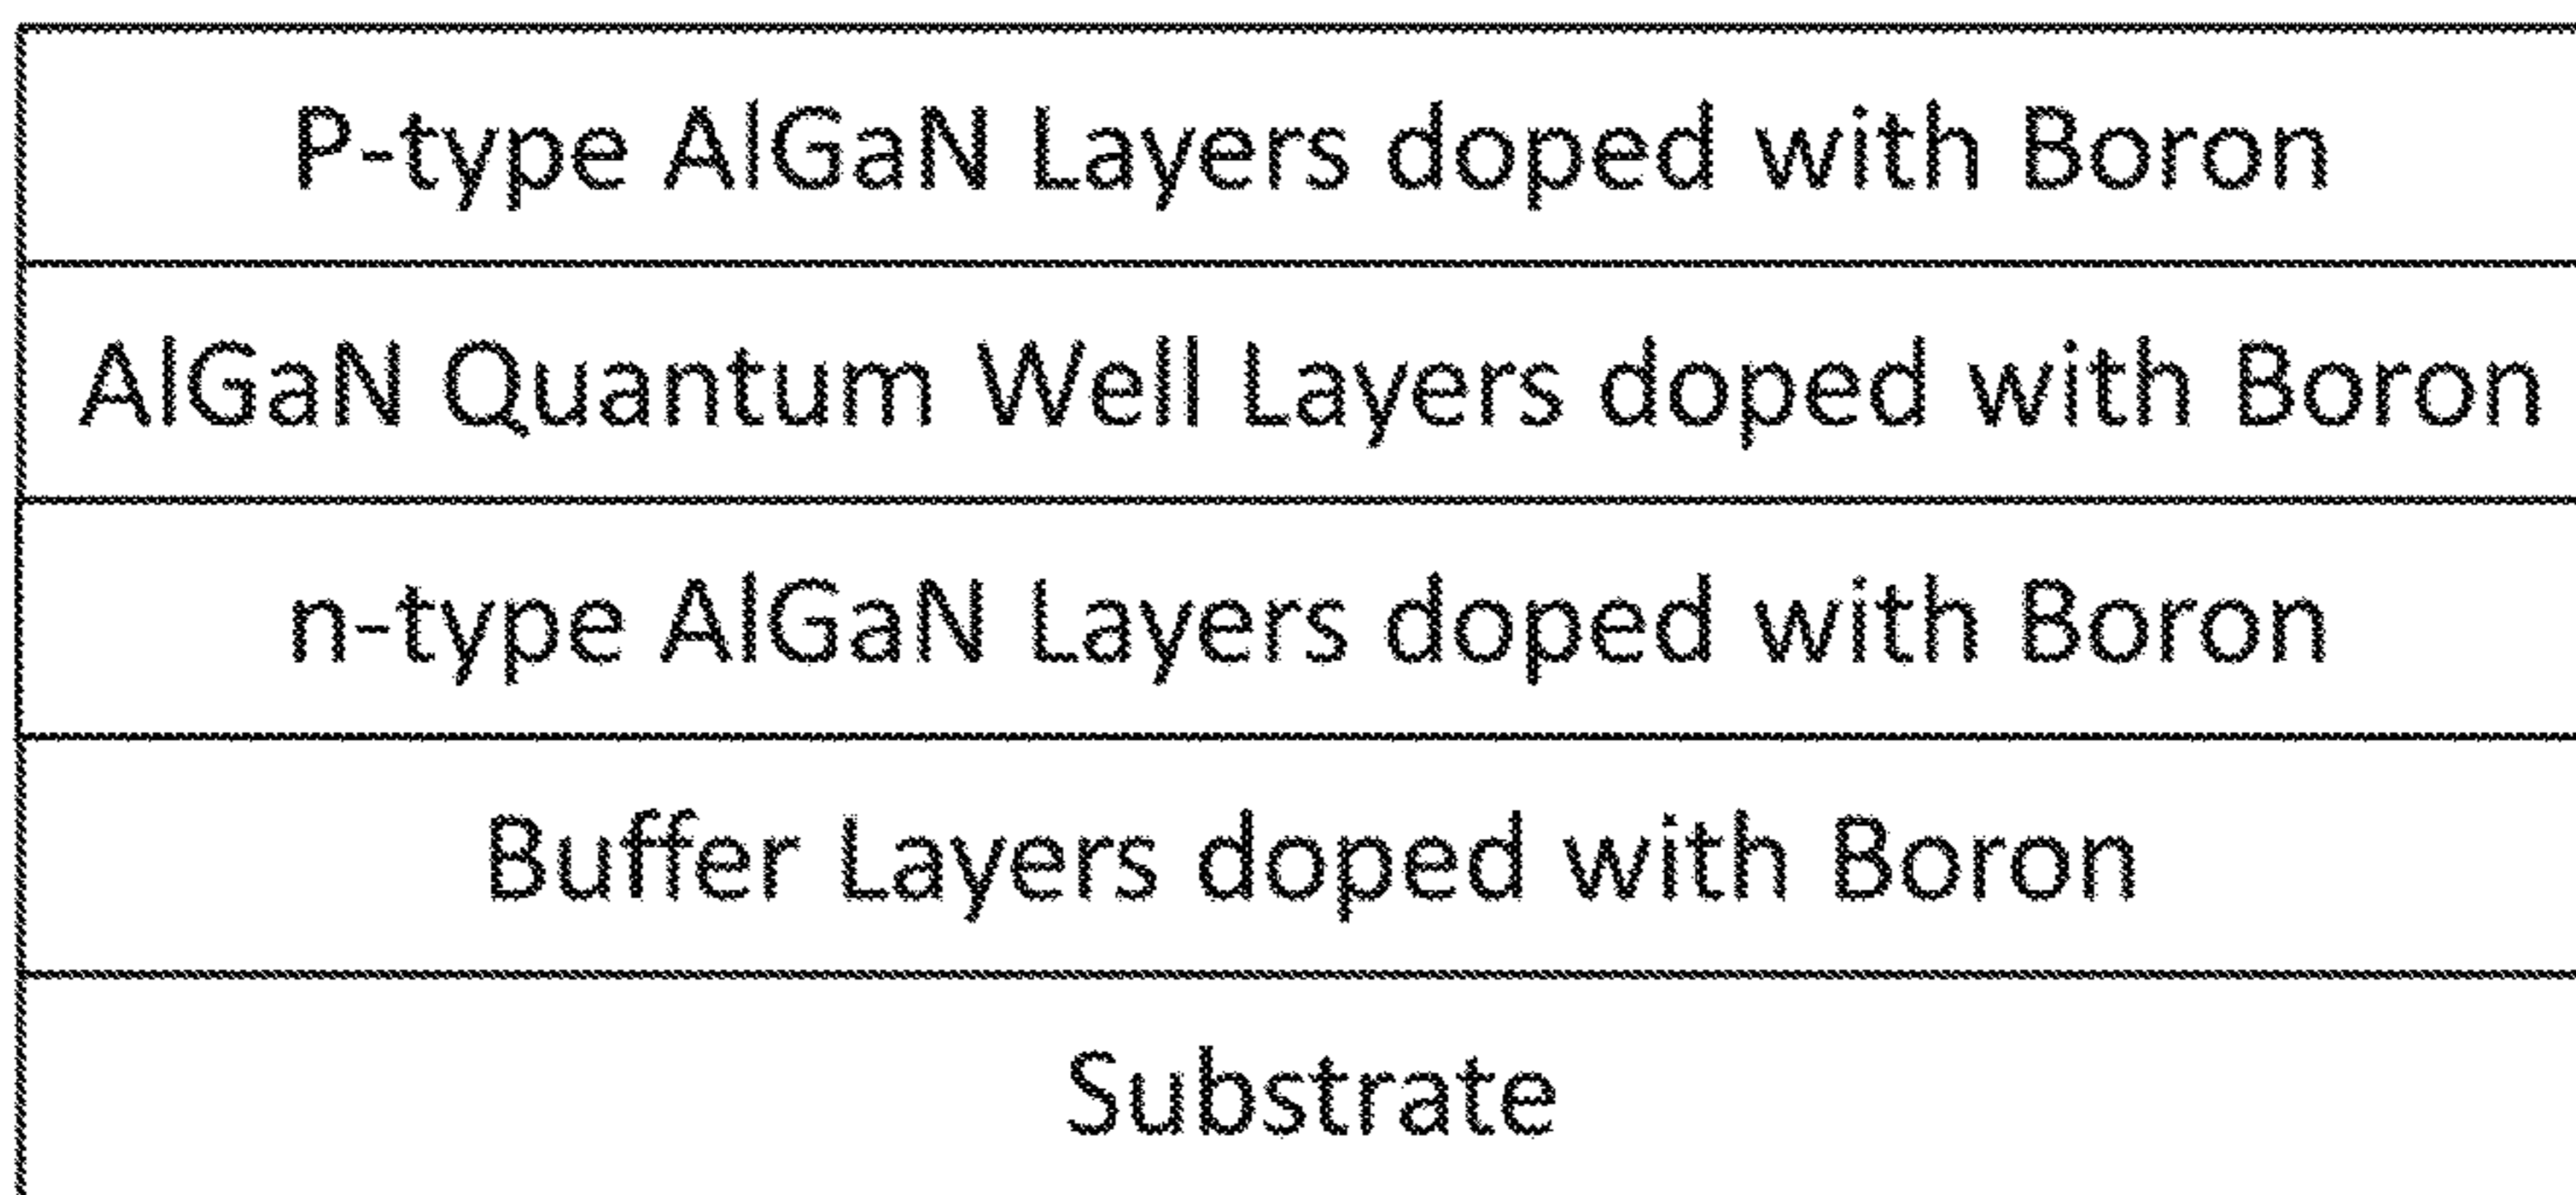 P-type AlGaN Layers doped with Boron
AlGaN Quantum Well Layers doped with Boron
n-type AlGaN Layers doped with Boron
Buffer Layers doped with Boron
Substrate